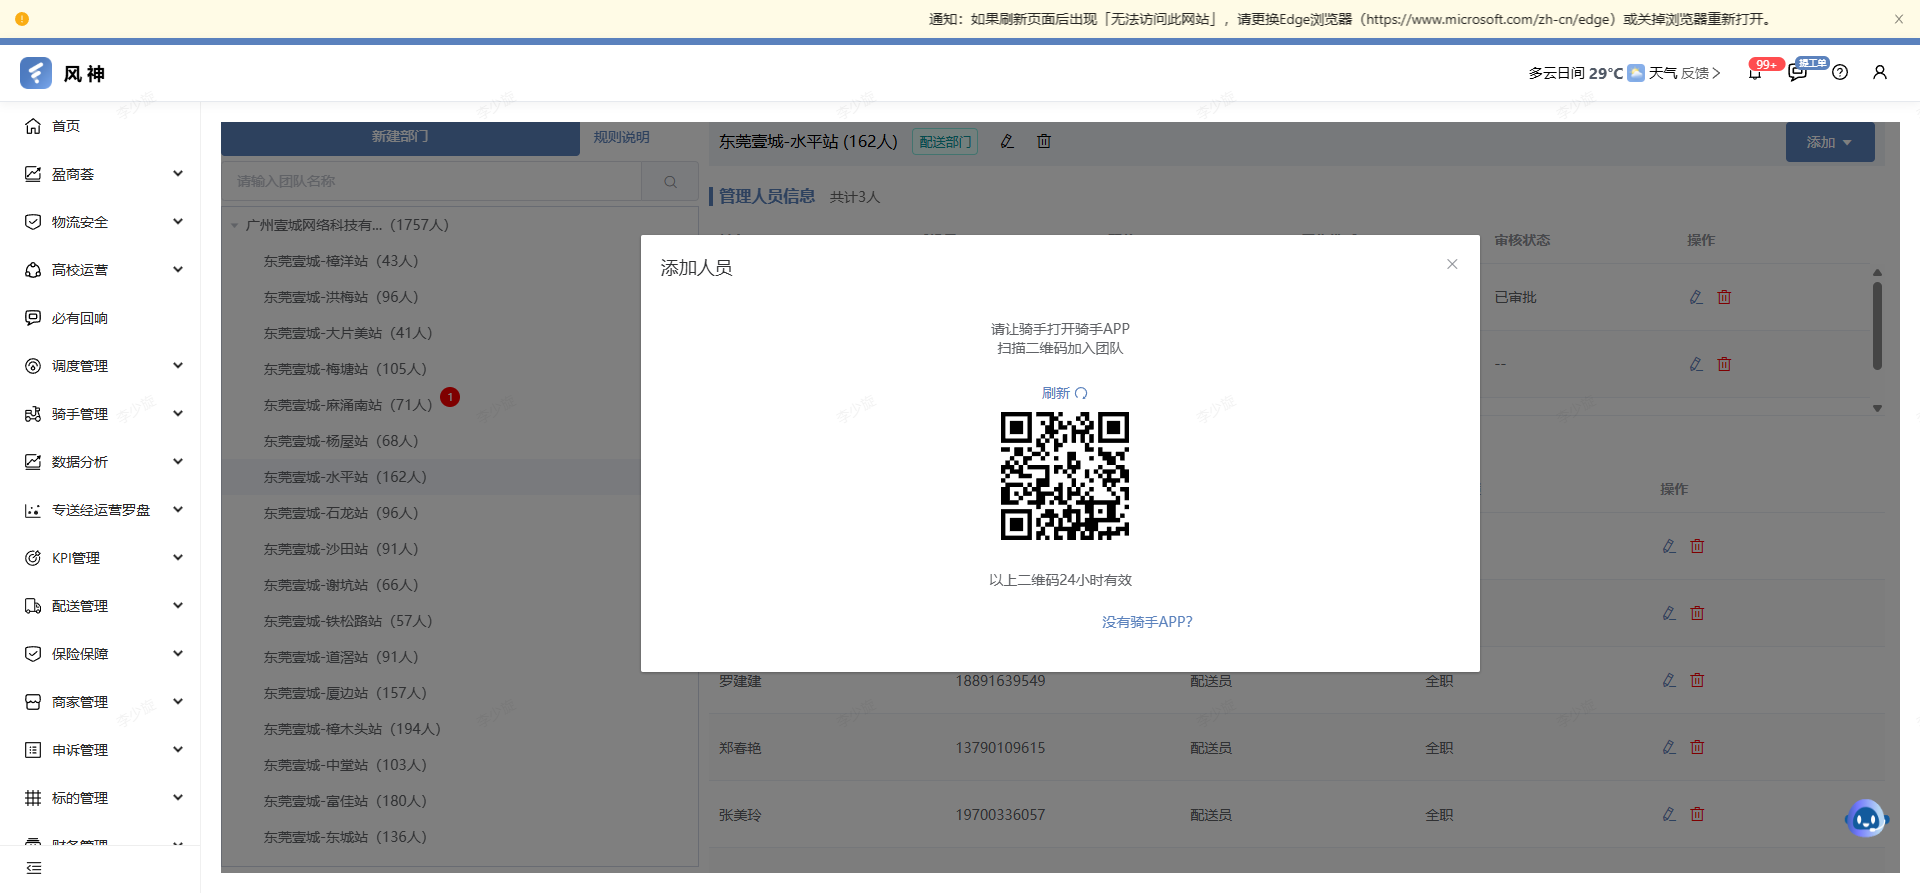 通知：如果刷新页面后出现「无法访问此网站」，请更换Edge浏览器（https://www.microsoft.com/zh-cn/edge）或关掉浏览器重新打开。
风神
多云日间 29°C 天气 反馈
99+
提工单
首页
盈商荟
物流安全
高校运营
必有回响
调度管理
骑手管理
数据分析
专送经运营罗盘
KPI管理
配送管理
保险保障
商家管理
申诉管理
标的管理
财务管理
新建部门
规则说明
请输入团队名称
广州壹城网络科技有...（1757人）
东莞壹城-樟洋站（43人）
东莞壹城-洪梅站（96人）
东莞壹城-大片美站（41人）
东莞壹城-梅塘站（105人）
东莞壹城-麻涌南站（71人） 1
东莞壹城-杨屋站（68人）
东莞壹城-水平站（162人）
东莞壹城-石龙站（96人）
东莞壹城-沙田站（91人）
东莞壹城-谢坑站（66人）
东莞壹城-铁松路站（57人）
东莞壹城-道滘站（91人）
东莞壹城-厦边站（157人）
东莞壹城-樟木头站（194人）
东莞壹城-中堂站（103人）
东莞壹城-富佳站（180人）
东莞壹城-东城站（136人）
东莞壹城-水平站 (162人) 配送部门
添加
管理人员信息 共计3人
审核状态 操作
已审批
--
操作
添加人员
请让骑手打开骑手APP
扫描二维码加入团队
刷新
以上二维码24小时有效
没有骑手APP?
罗建建 18891639549 配送员 全职
郑春艳 13790109615 配送员 全职
张美玲 19700336057 配送员 全职